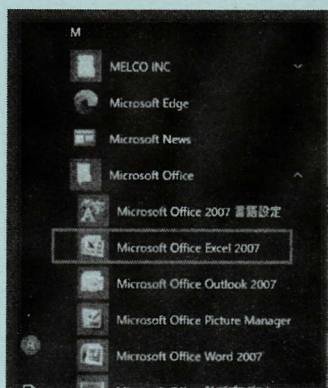 M
MELCO INC
Microsoft Edge
Microsoft News
Microsoft Office
Microsoft Office 2007 言語設定
Microsoft Office Excel 2007
Microsoft Office Outlook 2007
Microsoft Office Picture Manager
Microsoft Office Word 2007